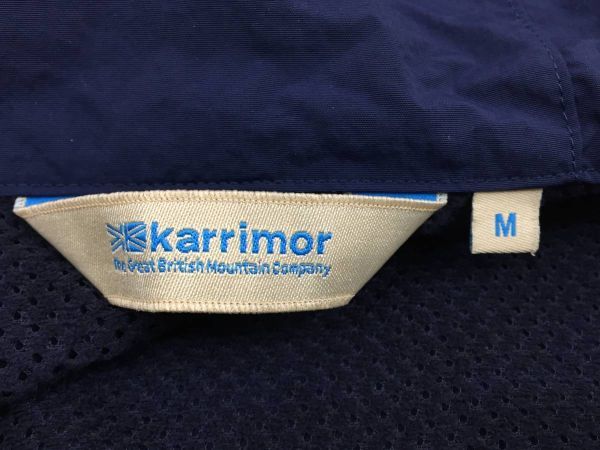 karrimor
The Great British Mountain Company
M